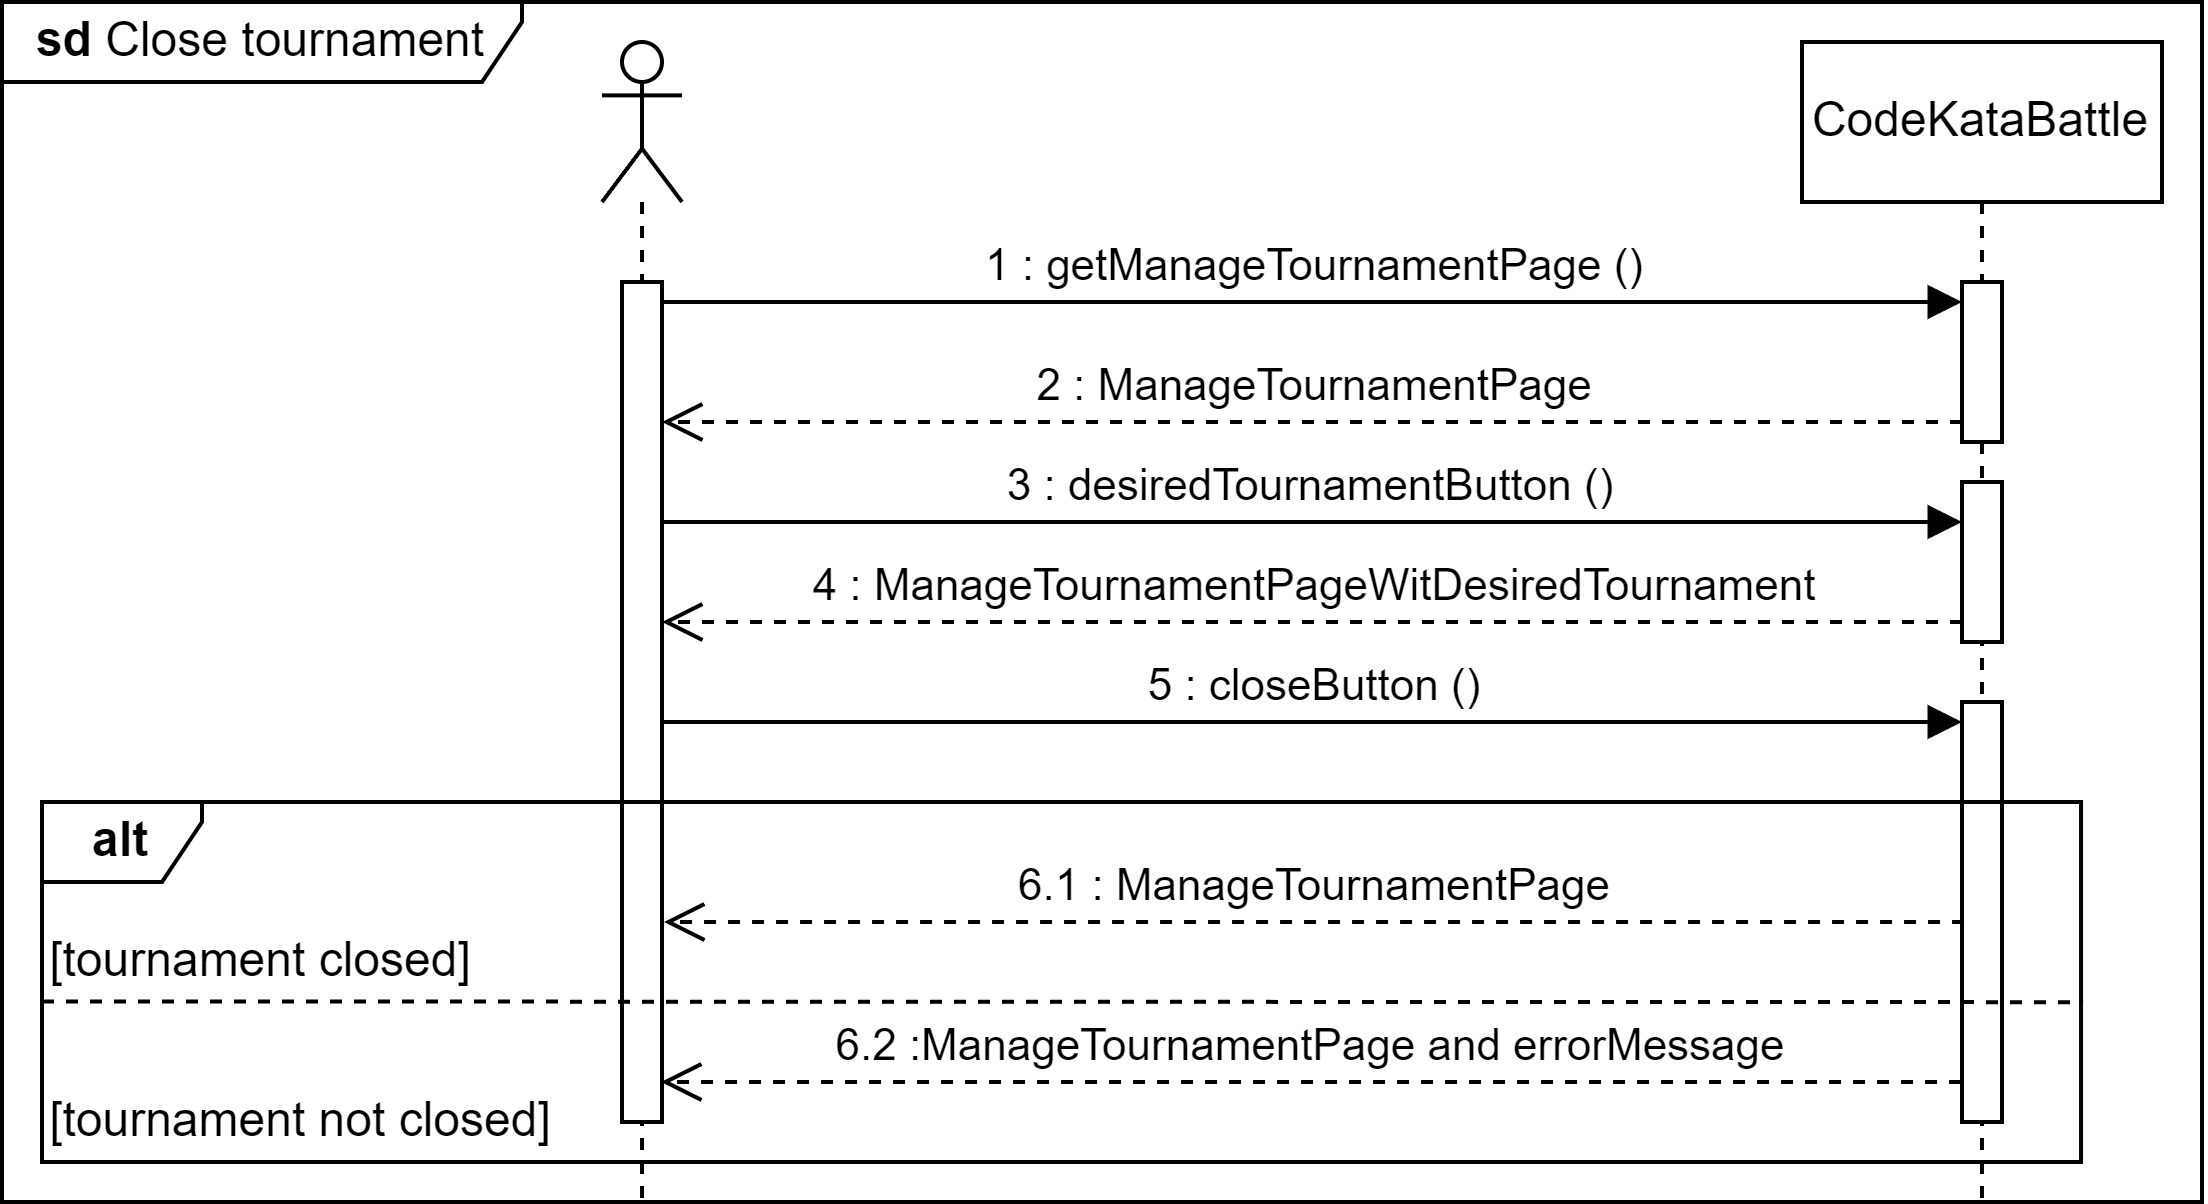 sd Close tournament
CodeKataBattle
1 : getManageTournamentPage ()
2 : ManageTournamentPage
3 : desiredTournamentButton ()
4 : ManageTournamentPageWitDesiredTournament
5 : closeButton ()
alt
6.1 : ManageTournamentPage
[tournament closed]
6.2 :ManageTournamentPage and errorMessage
[tournament not closed]